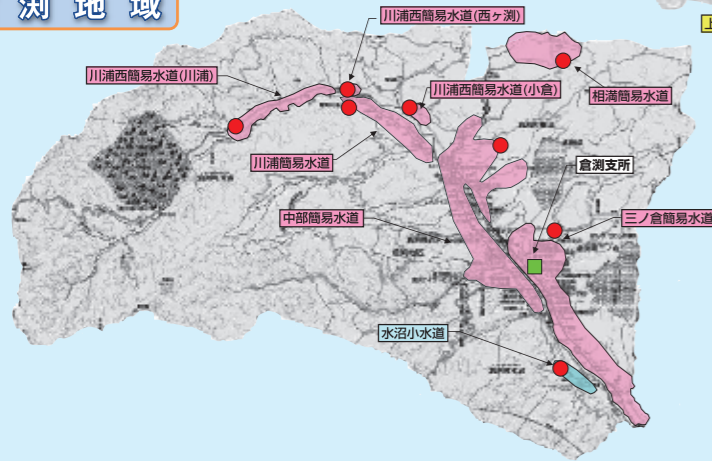 渕地域
上
川浦西簡易水道(西ヶ渕)
川浦西簡易水道(川浦)
川浦西簡易水道(小倉)
相満簡易水道
川浦簡易水道
倉渕支所
中部簡易水道
三ノ倉簡易水道
水沼小水道